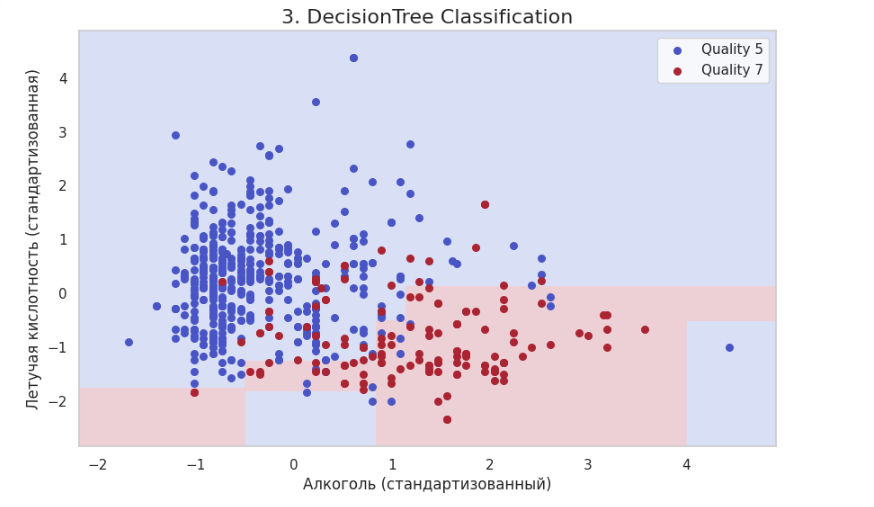 3. DecisionTree Classification
Quality 5
Quality 7
Летучая кислотность (стандартизованная)
4
3
2
1
0
−1
−2
−2 −1 0 1 2 3 4
Алкоголь (стандартизованный)